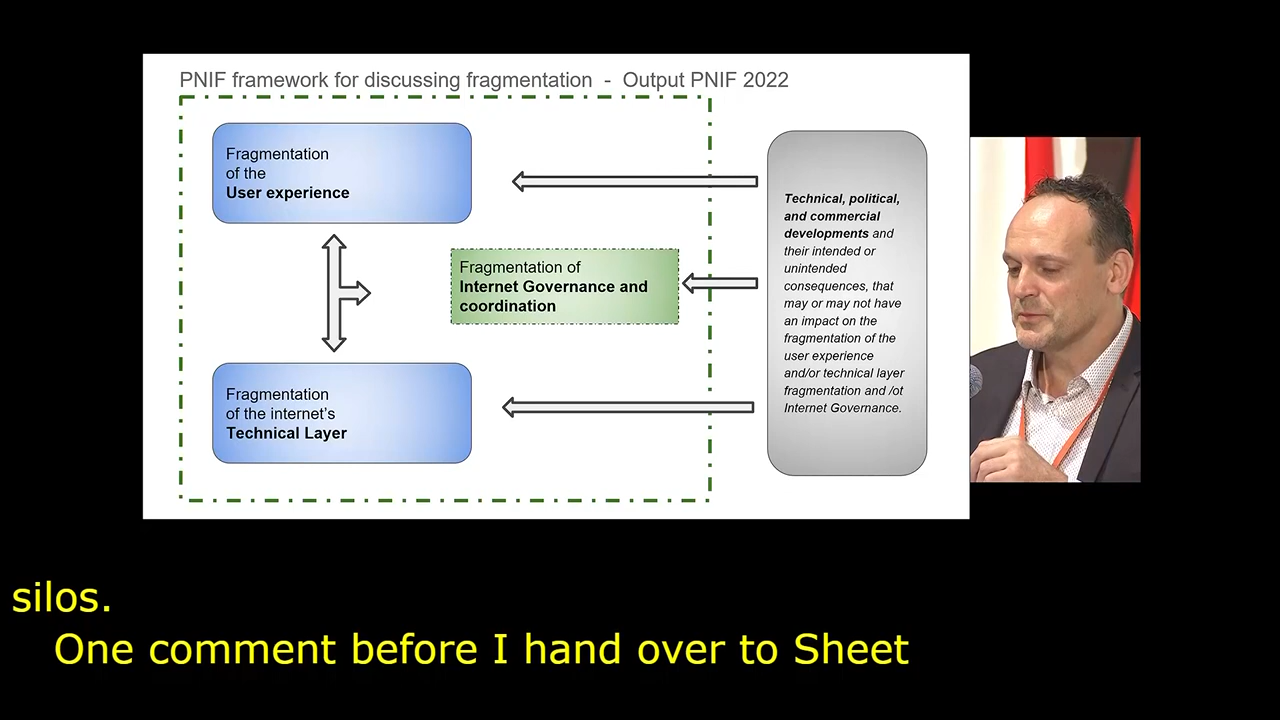 PNIF framework for discussing fragmentation - Output PNIF 2022
Fragmentation
of the
User experience
Fragmentation of
Internet Governance and
coordination
Fragmentation
of the internet's
Technical Layer
Technical, political,
and commercial
developments and
their intended or
unintended
consequences, that
may or may not have
an impact on the
fragmentation of the
user experience
and/or technical layer
fragmentation and /ot
Internet Governance.
silos.
One comment before I hand over to Sheet